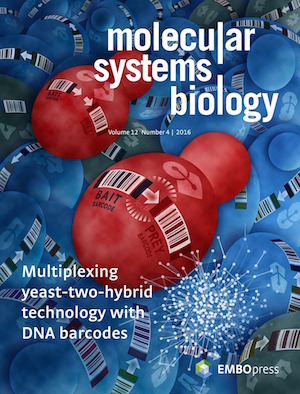 molecular
systems
biology
Volume 12 Number 4 | 2016
BAIT
BARCODE
PREY
BARCODE
Multiplexing
yeast-two-hybrid
technology with
DNA barcodes
EMBOpress